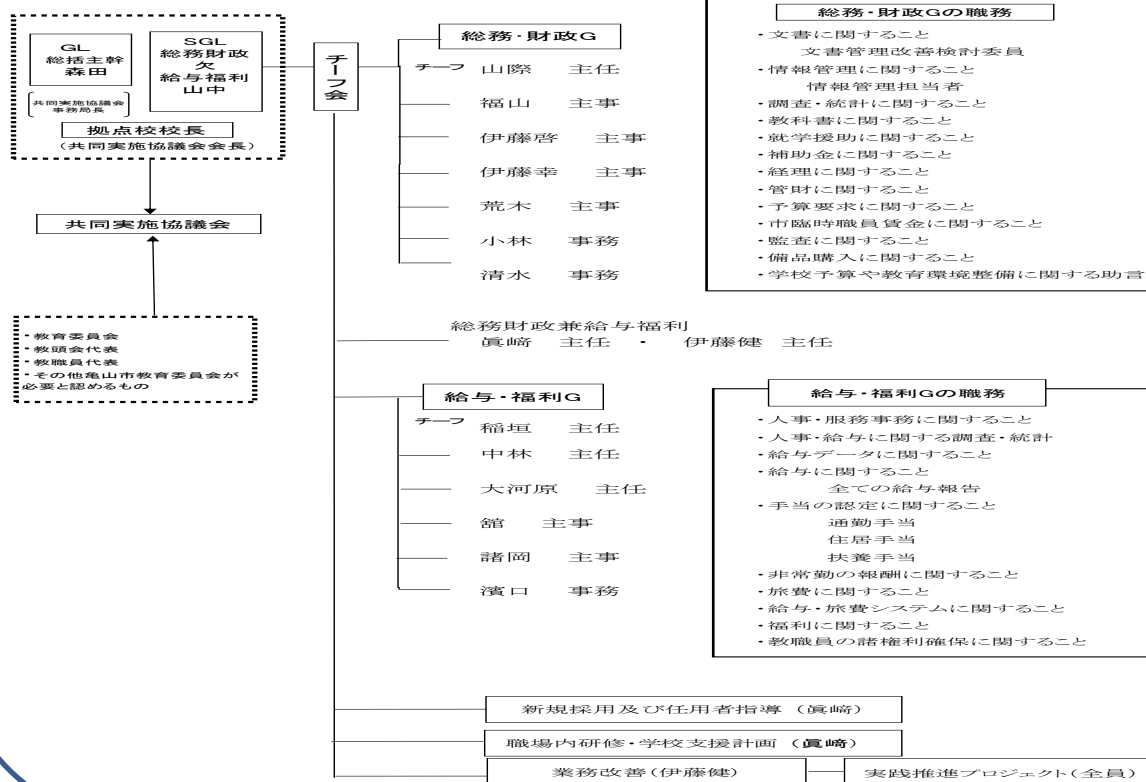 GL
総括主幹
森田
共同実施協議会
事務局長
SGL
総務財政
欠
給与福利
山中
拠点校校長
(共同実施協議会会長)
共同実施協議会
・教育委員会
・教頭会代表
・教職員代表
・その他亀山市教育委員会が
必要と認めるもの
チーフ会
総務・財政G
チーフ 山際 主任
福山 主事
伊藤啓 主事
伊藤幸 主事
荒木 主事
小林 事務
清水 事務
総務財政兼給与福利
眞崎 主任 ・ 伊藤健 主任
給与・福利G
チーフ 稲垣 主任
中林 主任
大河原 主任
舘 主事
諸岡 主事
濱口 事務
総務・財政Gの職務
・文書に関すること
文書管理改善検討委員
・情報管理に関すること
情報管理担当者
・調査・統計に関すること
・教科書に関すること
・就学援助に関すること
・補助金に関すること
・経理に関すること
・管財に関すること
・予算要求に関すること
・市臨時職員賃金に関すること
・監査に関すること
・備品購入に関すること
・学校予算や教育環境整備に関する助言
給与・福利Gの職務
・人事・服務事務に関すること
・人事・給与に関する調査・統計
・給与データに関すること
・給与に関すること
全ての給与報告
・手当の認定に関すること
通勤手当
住居手当
扶養手当
・非常勤の報酬に関すること
・旅費に関すること
・給与・旅費システムに関すること
・福利に関すること
・教職員の諸権利確保に関すること
新規採用及び任用者指導 (眞崎)
職場内研修・学校支援計画 (眞崎)
業務改善(伊藤健)
実践推進プロジェクト(全員)